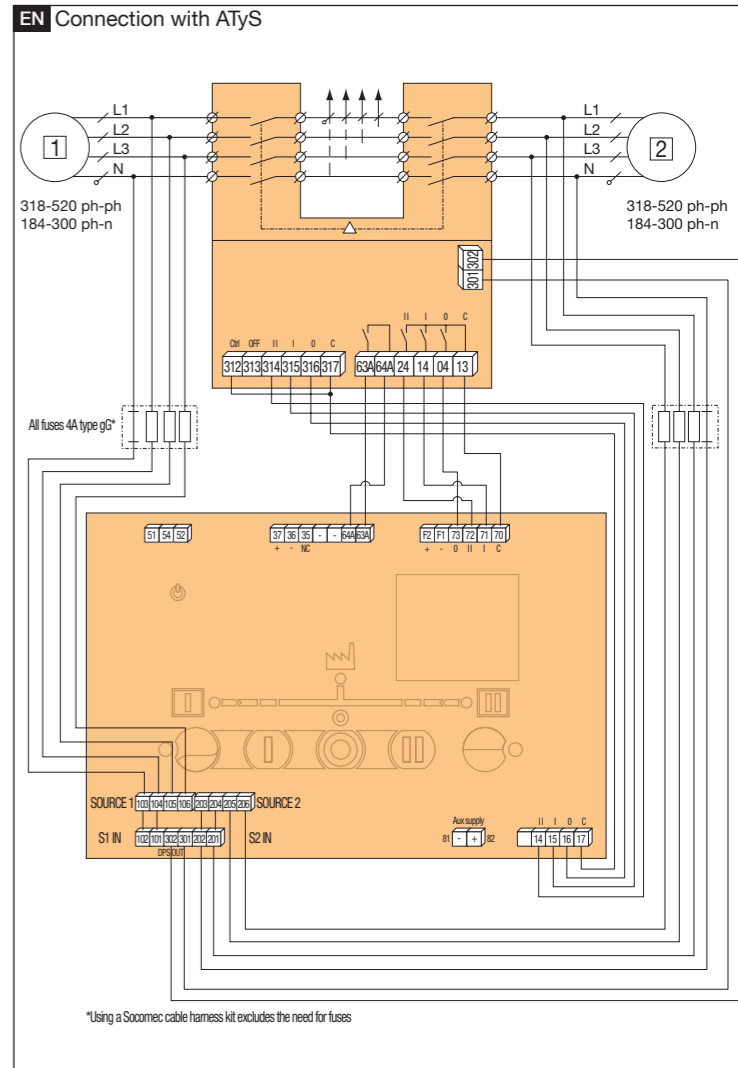 EN Connection with ATyS
L1 L1
L2 L2
1 L3 L3 2
N N
318-520 ph-ph 318-520 ph-ph
184-300 ph-n 184-300 ph-n
302
301
II I 0 C
Ctrl OFF II I 0 C
312 313 314 315 316 317 63A 64A 24 14 04 13
All fuses 4A type gG*
51 54 52 37 36 35 - - 64A 63A F2 F1 73 72 71 70
+ - NC + - 0 II I C
I II
I II
SOURCE 1 103 104 105 106 203 204 205 206 SOURCE 2
Aux supply II I 0 C
S1 IN 102 101 302 301 202 201 S2 IN 81 - + 82 14 15 16 17
DPS OUT
*Using a Socomec cable harness kit excludes the need for fuses